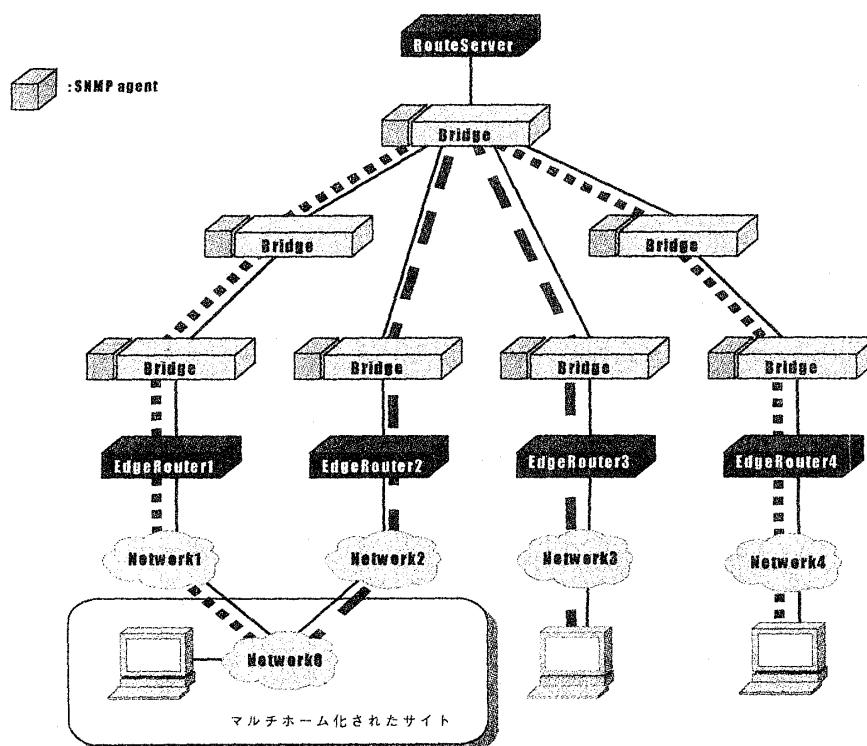 RouteServer
: SNMP agent
Bridge
Bridge
Bridge
Bridge
Bridge
Bridge
Bridge
EdgeRouter1
EdgeRouter2
EdgeRouter3
EdgeRouter4
Network1
Network2
Network3
Network4
Network0
マルチホーム化されたサイト